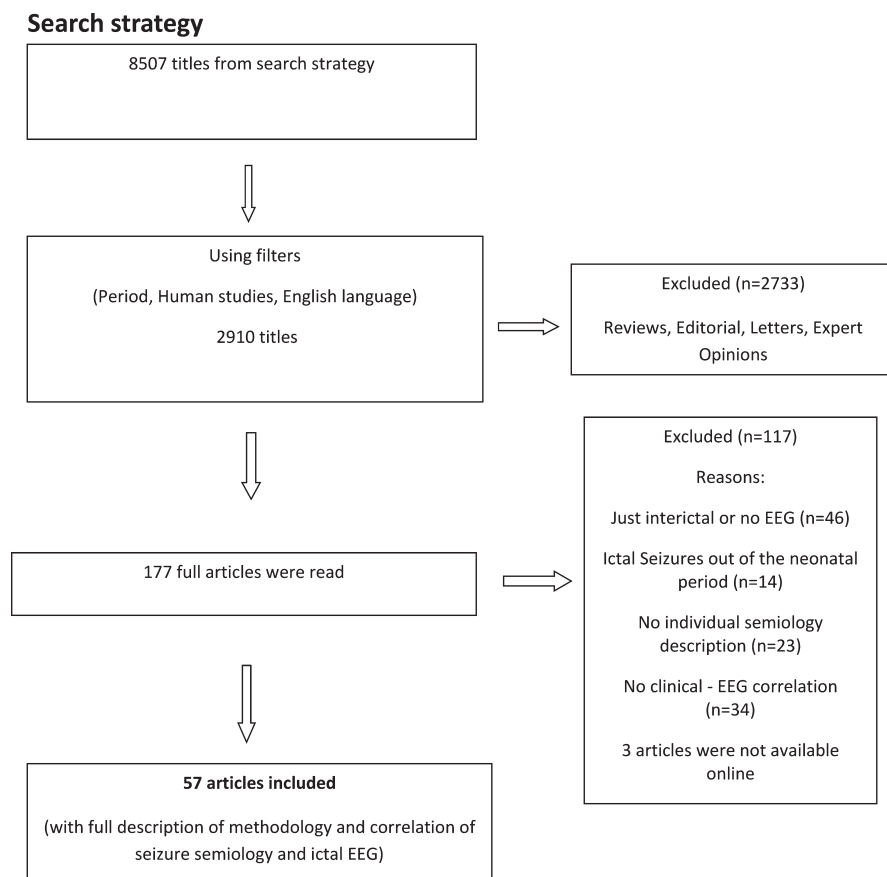 Search strategy
8507 titles from search strategy
Using filters
(Period, Human studies, English language)
2910 titles
Excluded (n=2733)
Reviews, Editorial, Letters, Expert
Opinions
177 full articles were read
Excluded (n=117)
Reasons:
Just interictal or no EEG (n=46)
Ictal Seizures out of the neonatal
period (n=14)
No individual semiology
description (n=23)
No clinical - EEG correlation
(n=34)
3 articles were not available
online
57 articles included
(with full description of methodology and correlation of
seizure semiology and ictal EEG)